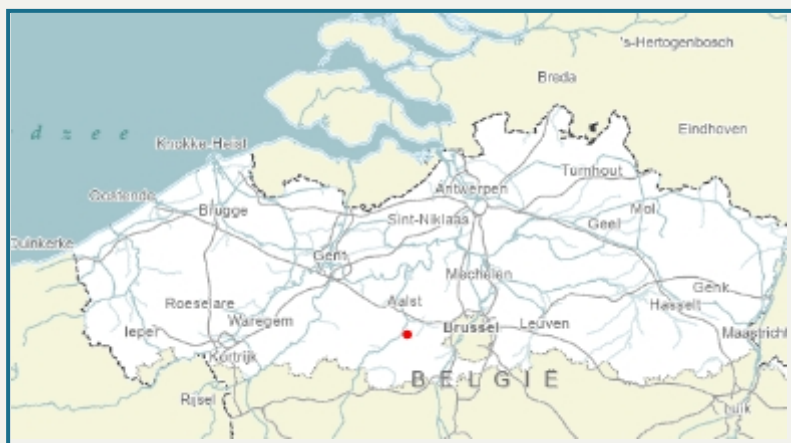 's-Hertogenbosch
Breda
d z e e
Eindhoven
Knokke-Heist
Turnhout
Antwerpen
Oostende
Brugge
Sint-Niklaas
Geel
Mol
Duinkerke
Gent
Mechelen
Genk
Roeselare
Aalst
Hasselt
Ieper
Waregem
Brussel
Leuven
Maastricht
Kortrijk
BELGIË
Rijsel
Luik